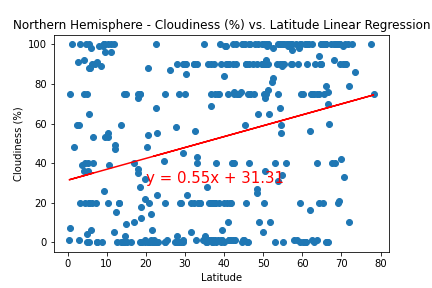 Northern Hemisphere - Cloudiness (%) vs. Latitude Linear Regression
100
80
60
40
20
0
Cloudiness (%)
y = 0.55x + 31.31
0 10 20 30 40 50 60 70 80
Latitude